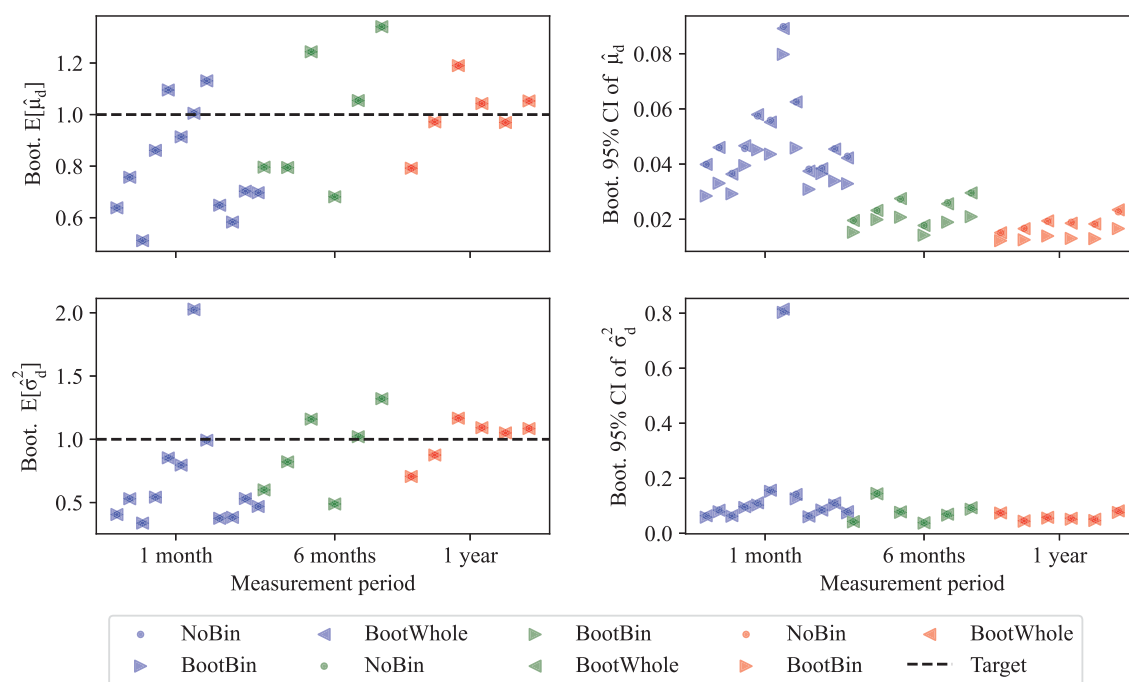 1.2
1.0
0.8
0.6
Boot. E[μ̂d]
0.08
0.06
0.04
0.02
Boot. 95% CI of μ̂d
2.0
1.5
1.0
0.5
Boot. E[σ̂²d]
1 month 6 months 1 year
Measurement period
0.8
0.6
0.4
0.2
0.0
Boot. 95% CI of σ̂²d
1 month 6 months 1 year
Measurement period
NoBin BootWhole BootBin NoBin BootWhole
BootBin NoBin BootWhole BootBin Target